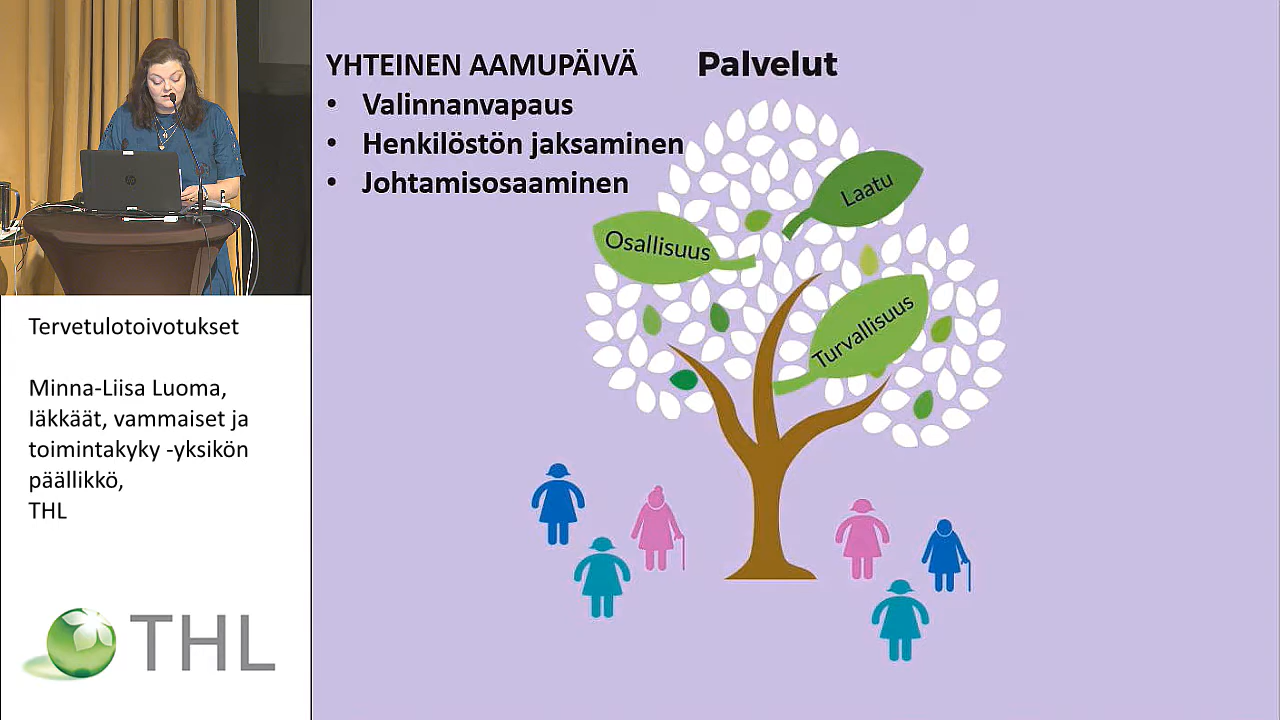 YHTEINEN AAMUPÄIVÄ
• Valinnanvapaus
• Henkilöstön jaksaminen
• Johtamisosaaminen
Palvelut
Laatu
Osallisuus
Turvallisuus
Tervetulotoivotukset
Minna-Liisa Luoma,
Iäkkäät, vammaiset ja
toimintakyky -yksikön
päällikkö,
THL
THL